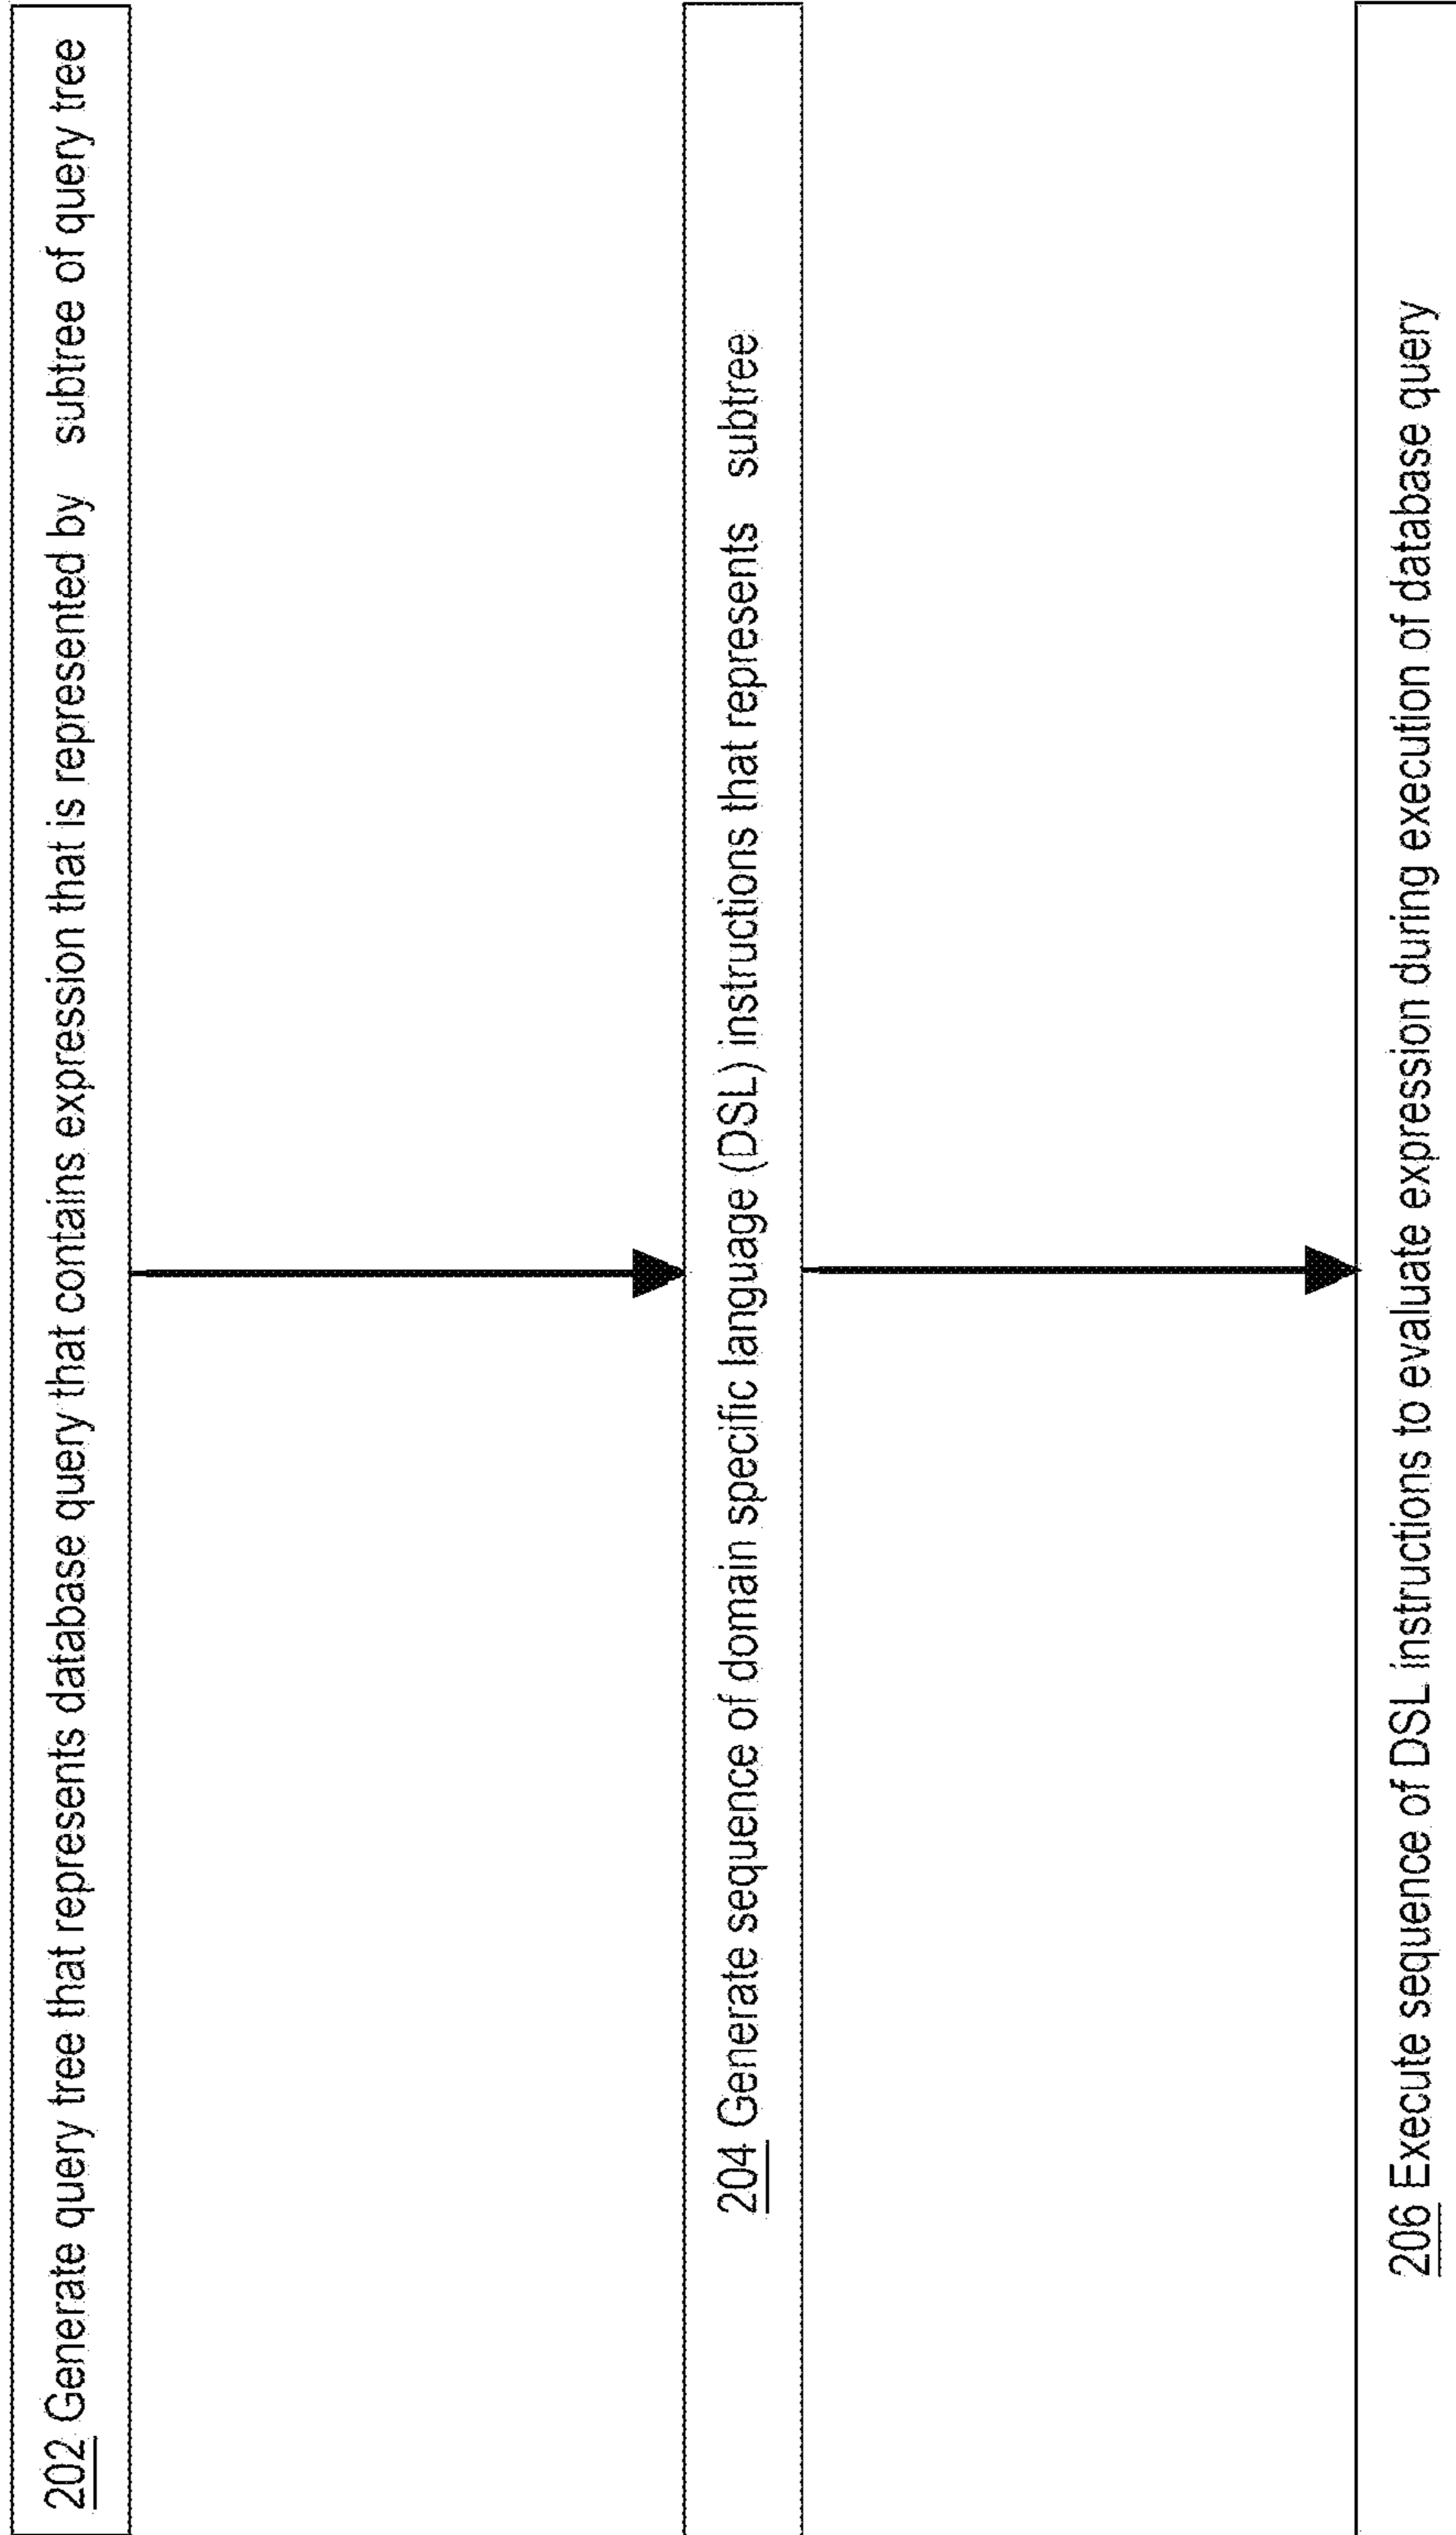 202 Generate query tree that represents database query that contains expression that is represented by subtree of query tree
204 Generate sequence of domain specific language (DSL) instructions that represents subtree
206 Execute sequence of DSL instructions to evaluate expression during execution of database query